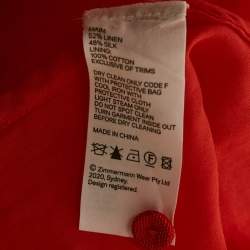 MAIN:
52% LINEN
48% SILK
LINING:
100% COTTON
EXCLUSIVE OF TRIMS
DRY CLEAN ONLY CODE F
WITH PROTECTIVE BAG
COOL IRON WITH
PROTECTIVE CLOTH
LIGHT STEAM ONLY
DO NOT SOAK
TURN GARMENT INSIDE OUT
BEFORE DRY CLEANING
MADE IN CHINA
© Zimmermann Wear Pty Ltd
2020, Sydney.
Design registered.